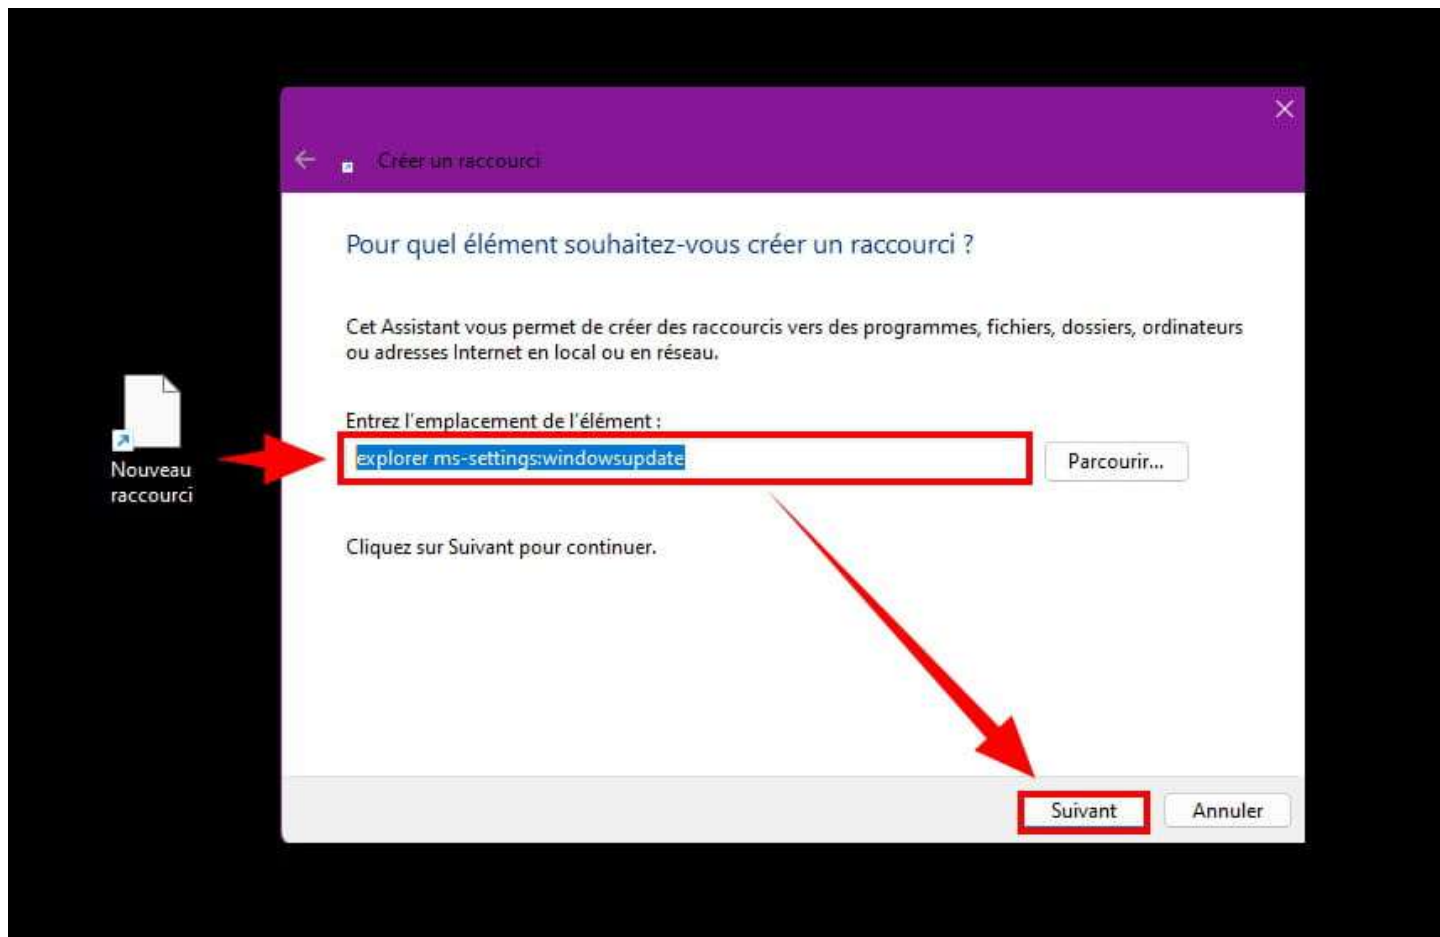 Créer un raccourci
Pour quel élément souhaitez-vous créer un raccourci ?
Cet Assistant vous permet de créer des raccourcis vers des programmes, fichiers, dossiers, ordinateurs
ou adresses Internet en local ou en réseau.
Entrez l'emplacement de l'élément :
explorer ms-settings:windowsupdate
Parcourir...
Nouveau
raccourci
Cliquez sur Suivant pour continuer.
Suivant
Annuler